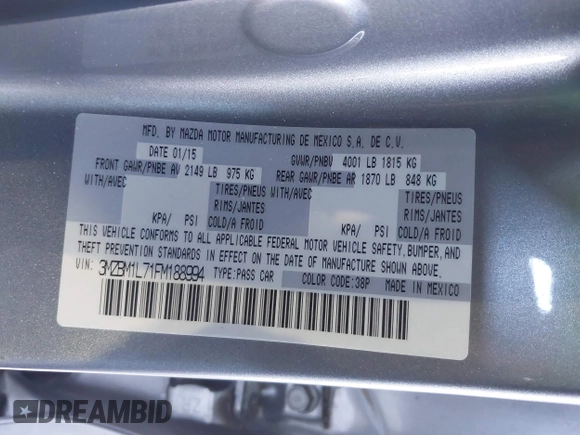 MFD. BY MAZDA MOTOR MANUFACTURING DE MEXICO S.A. DE C.V.
DATE 01/15 GVWR/PNBV 4001 LB 1815 KG
FRONT GAWR/PNBE AV 2149 LB 975 KG REAR GAWR/PNBE AR 1870 LB 848 KG
WITH/AVEC TIRES/PNEUS WITH/AVEC TIRES/PNEUS
RIMS/JANTES RIMS/JANTES
KPA/ PSI COLD/A FROID KPA/ PSI COLD/A FROID
THIS VEHICLE CONFORMS TO ALL APPLICABLE FEDERAL MOTOR VEHICLE SAFETY, BUMPER, AND
THEFT PREVENTION STANDARDS IN EFFECT ON THE DATE OF MANUFACTURE SHOWN ABOVE.
VIN: 3MZBM1L71FM188994 TYPE:PASS CAR COLOR CODE:38P MADE IN MEXICO
DREAMBID